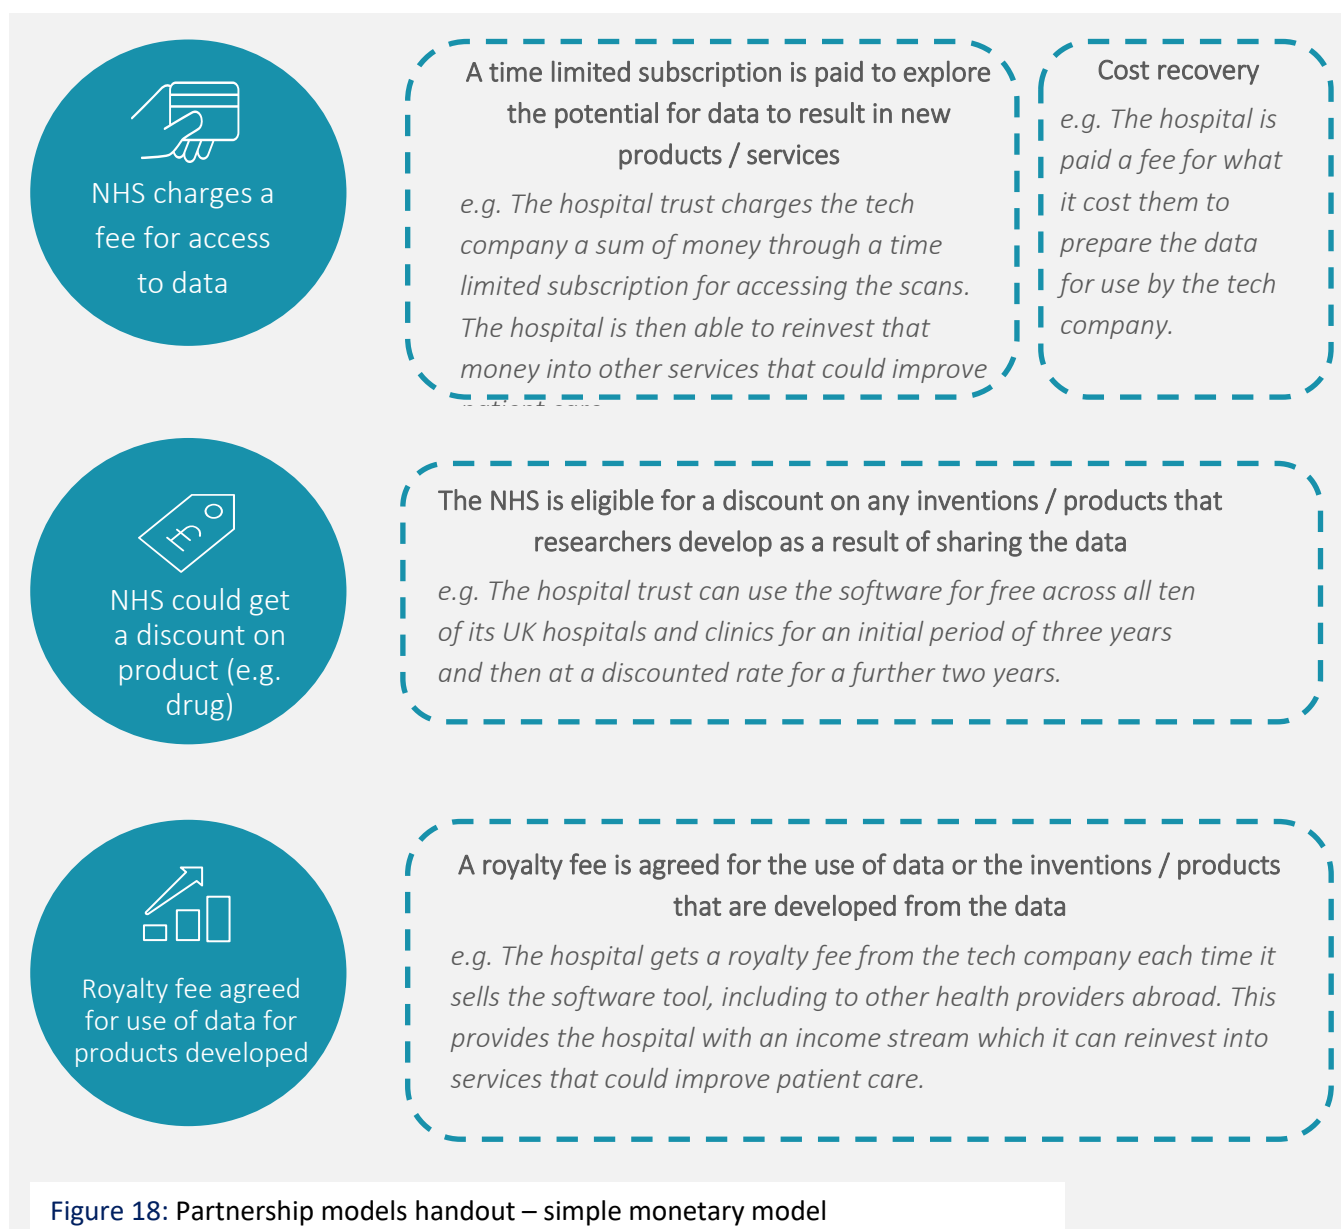 NHS charges a
fee for access
to data
A time limited subscription is paid to explore
the potential for data to result in new
products / services
e.g. The hospital trust charges the tech
company a sum of money through a time
limited subscription for accessing the scans.
The hospital is then able to reinvest that
money into other services that could improve
Cost recovery
e.g. The hospital is
paid a fee for what
it cost them to
prepare the data
for use by the tech
company.
NHS could get
a discount on
product (e.g.
drug)
The NHS is eligible for a discount on any inventions / products that
researchers develop as a result of sharing the data
e.g. The hospital trust can use the software for free across all ten
of its UK hospitals and clinics for an initial period of three years
and then at a discounted rate for a further two years.
Royalty fee agreed
for use of data for
products developed
A royalty fee is agreed for the use of data or the inventions / products
that are developed from the data
e.g. The hospital gets a royalty fee from the tech company each time it
sells the software tool, including to other health providers abroad. This
provides the hospital with an income stream which it can reinvest into
services that could improve patient care.
Figure 18: Partnership models handout – simple monetary model